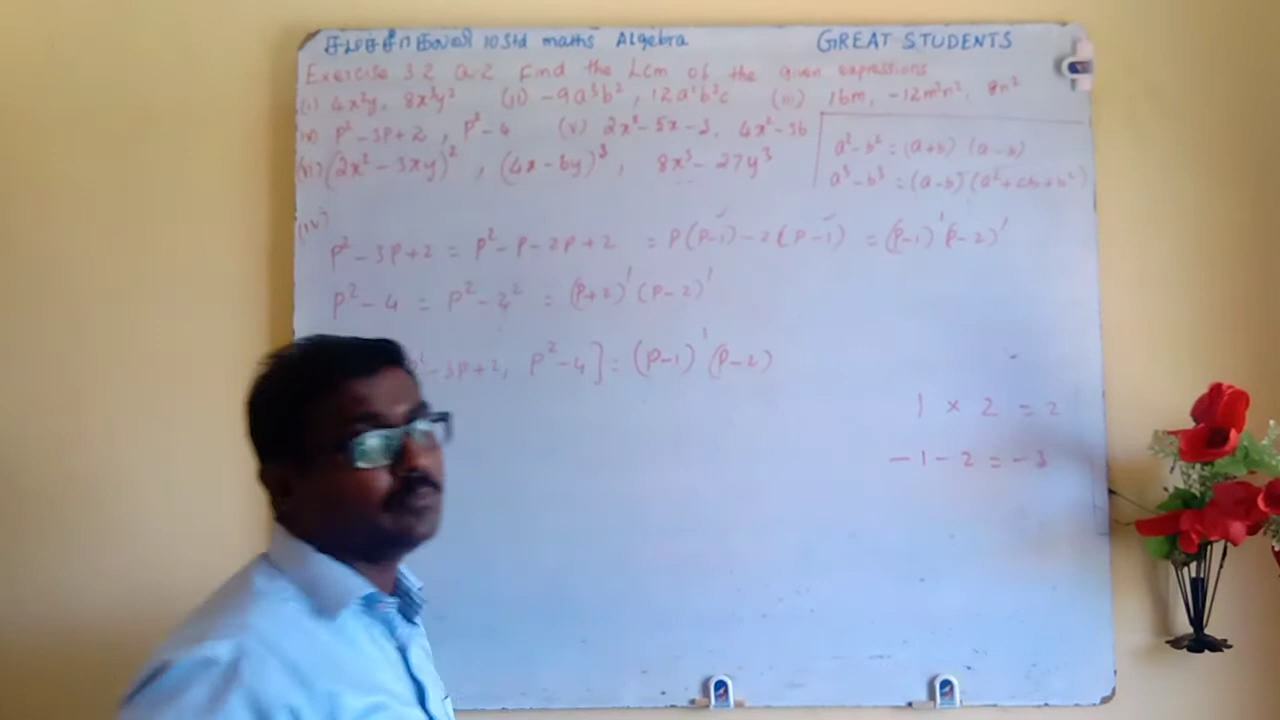 சமச்சீர் கல்வி 10 Std maths Algebra GREAT STUDENTS
Exercise 3.2 Q.2 Find the Lcm of the given expressions
(i) 4x²y, 8x³y² (ii) -9a³b², 12a²b²c (iii) 16m, -12m²n², 8n²
iv) p²-3p+2, p²-4 (v) 2x²-5x-3, 4x²-36
(vi) (2x²-3xy)², (4x-6y)³, 8x³-27y³
a²-b² = (a+b) (a-b)
a³-b³ = (a-b) (a²+ab+b²)
(iv)
p²-3p+2 = p²-p-2p+2 = p(p-1)-2(p-1) = (p-1)¹(p-2)¹
p²-4 = p²-2² = (p+2)¹(p-2)¹
-3p+2, p²-4] = (p-1)¹(p-2)
1 × 2 = 2
-1-2 = -3